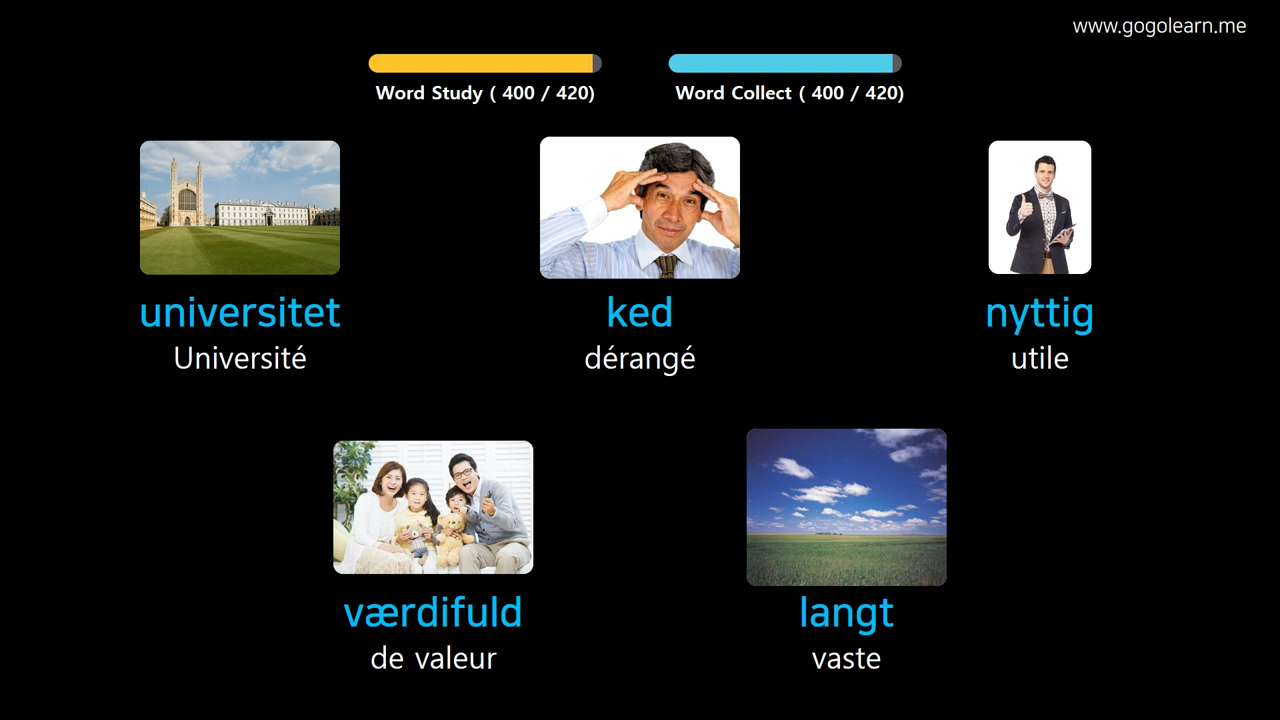 www.gogolearn.me
Word Study ( 400 / 420)
Word Collect ( 400 / 420)
universitet
Université
ked
dérangé
nyttig
utile
værdifuld
de valeur
langt
vaste